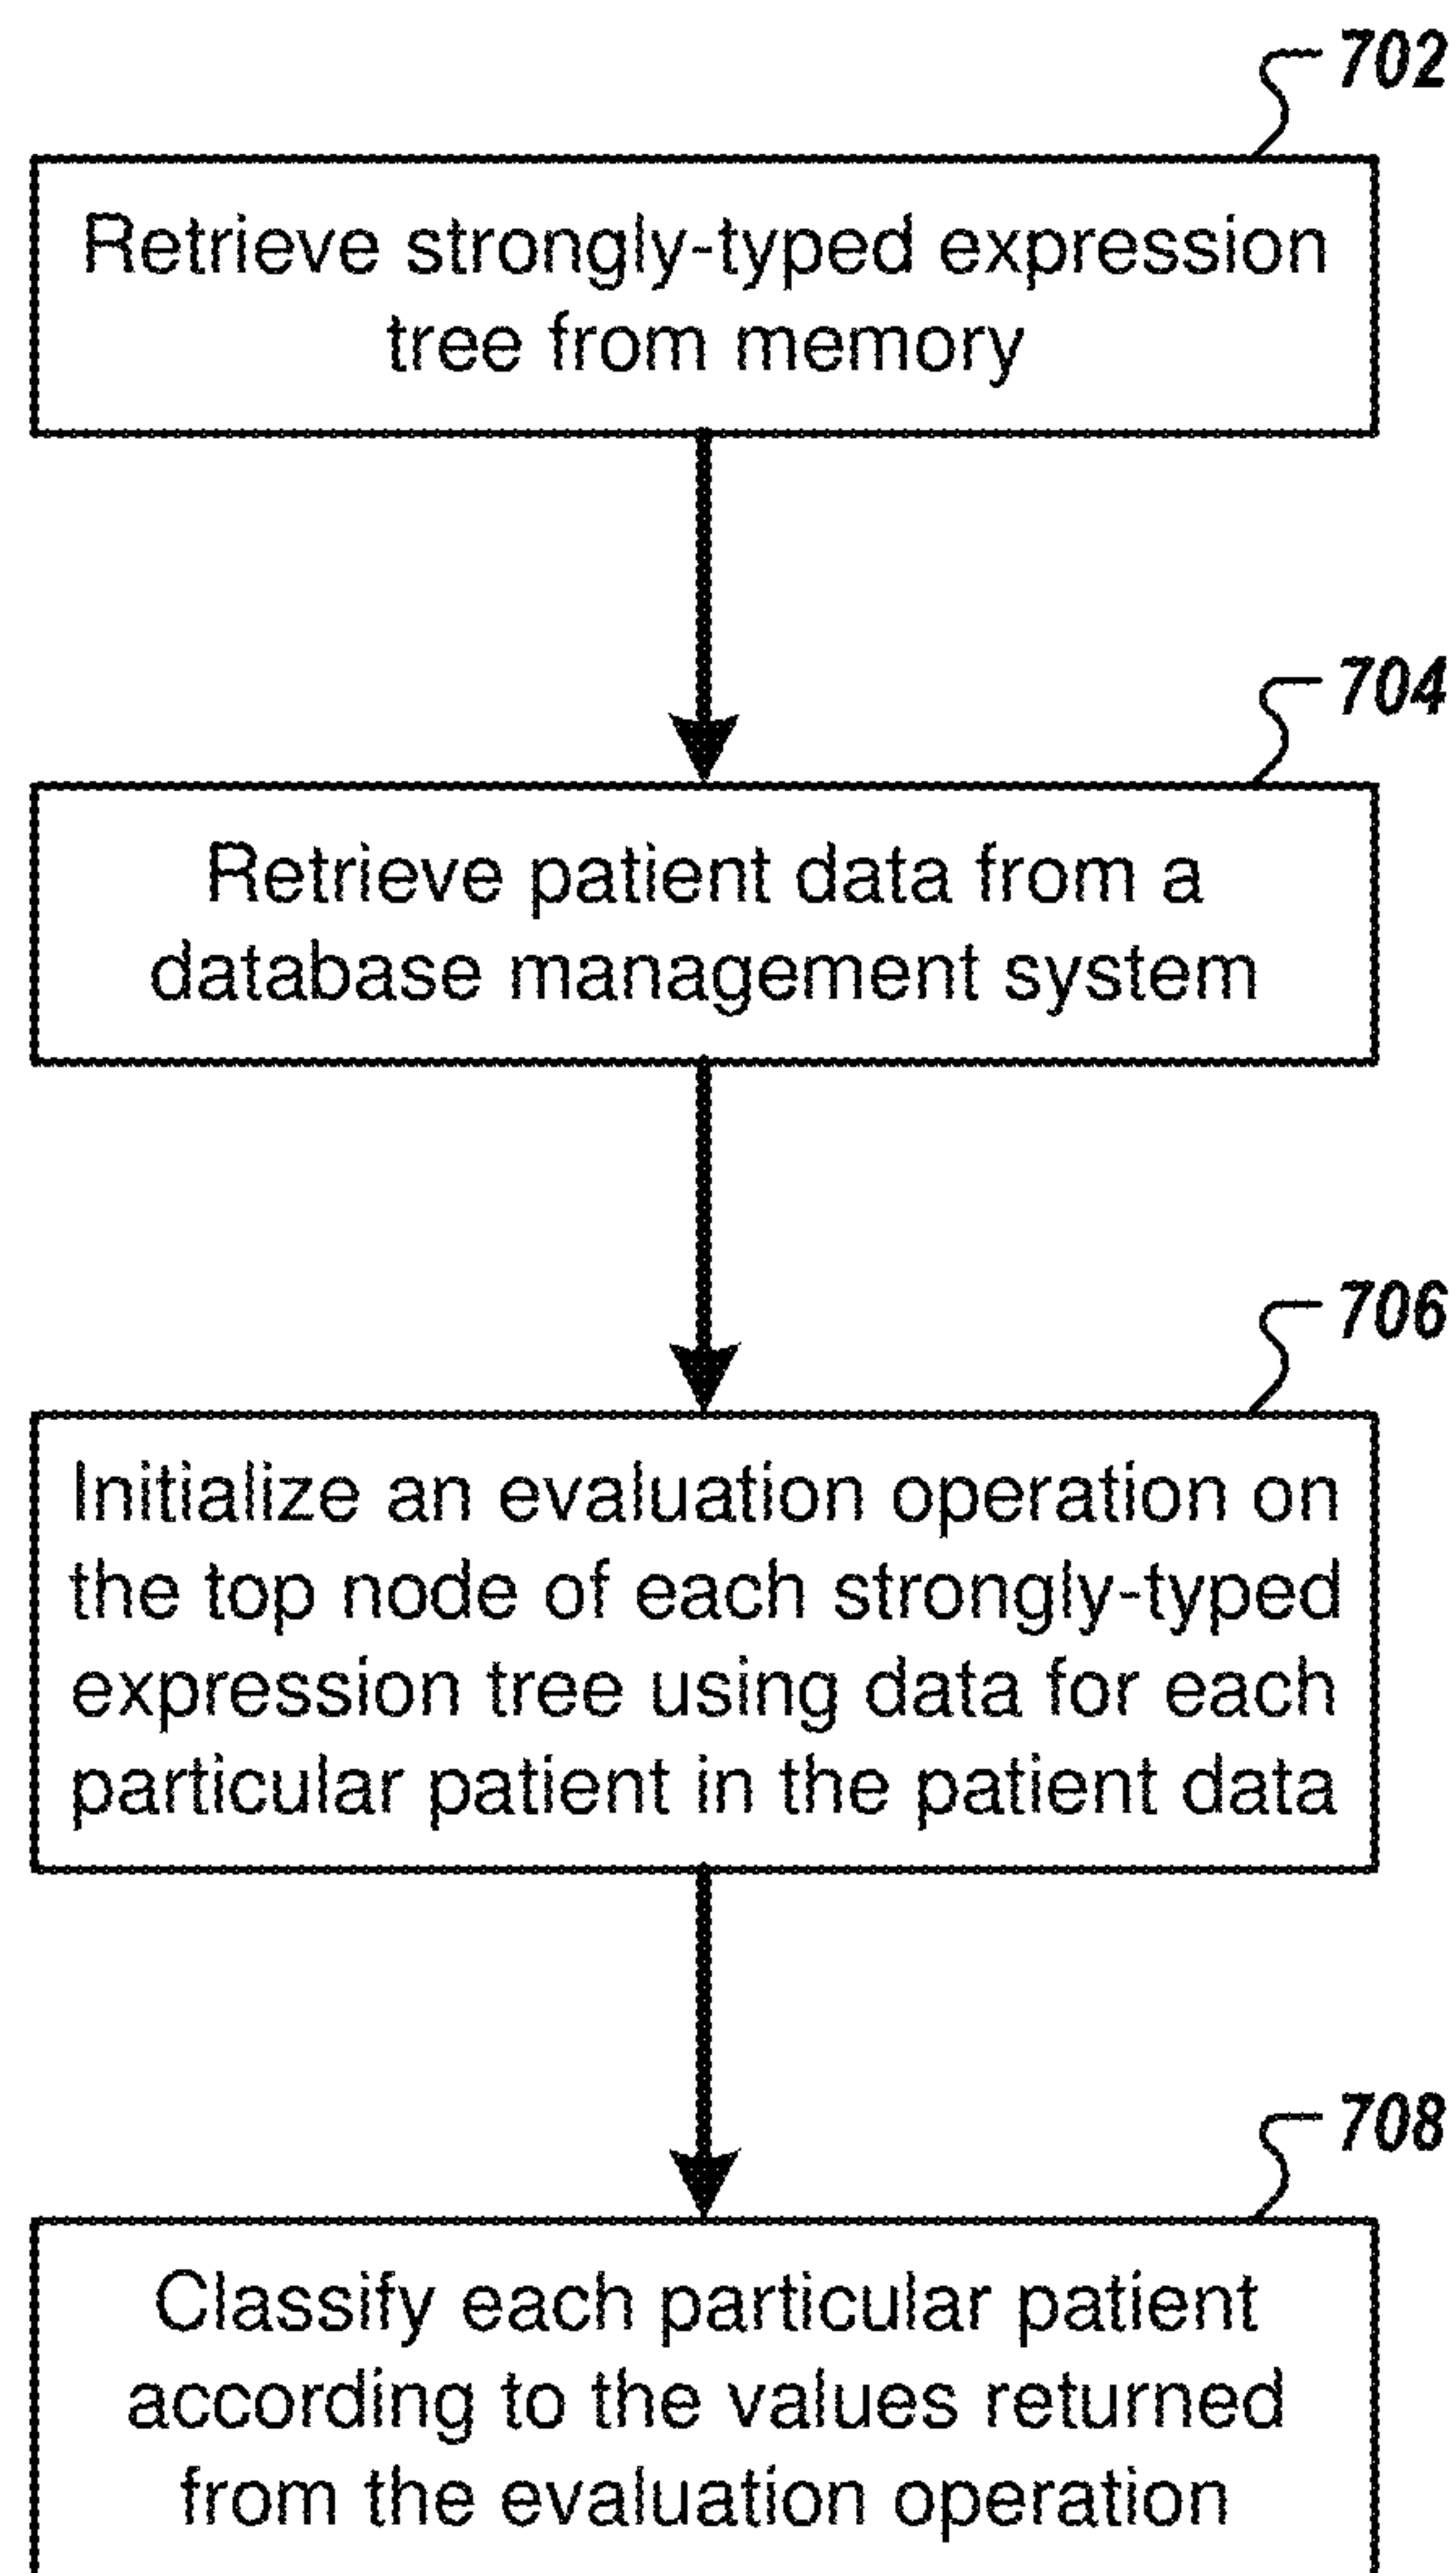 702
Retrieve strongly-typed expression
tree from memory
704
Retrieve patient data from a
database management system
706
Initialize an evaluation operation on
the top node of each strongly-typed
expression tree using data for each
particular patient in the patient data
708
Classify each particular patient
according to the values returned
from the evaluation operation